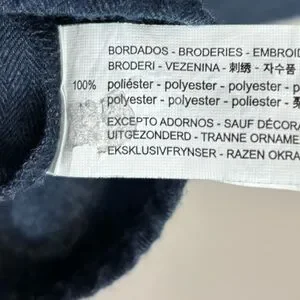 BORDADOS - BRODERIES - EMBROID
BRODERI - VEZENINA - 刺绣 - 자수품
100% poliéster - polyester - polyester - p
polyester - polyester - poliester -
EXCEPTO ADORNOS - SAUF DÉCORA
UITGEZONDERD - TRANNE ORNAME
EKSKLUSIVFRYNSER - RAZEN OKRA